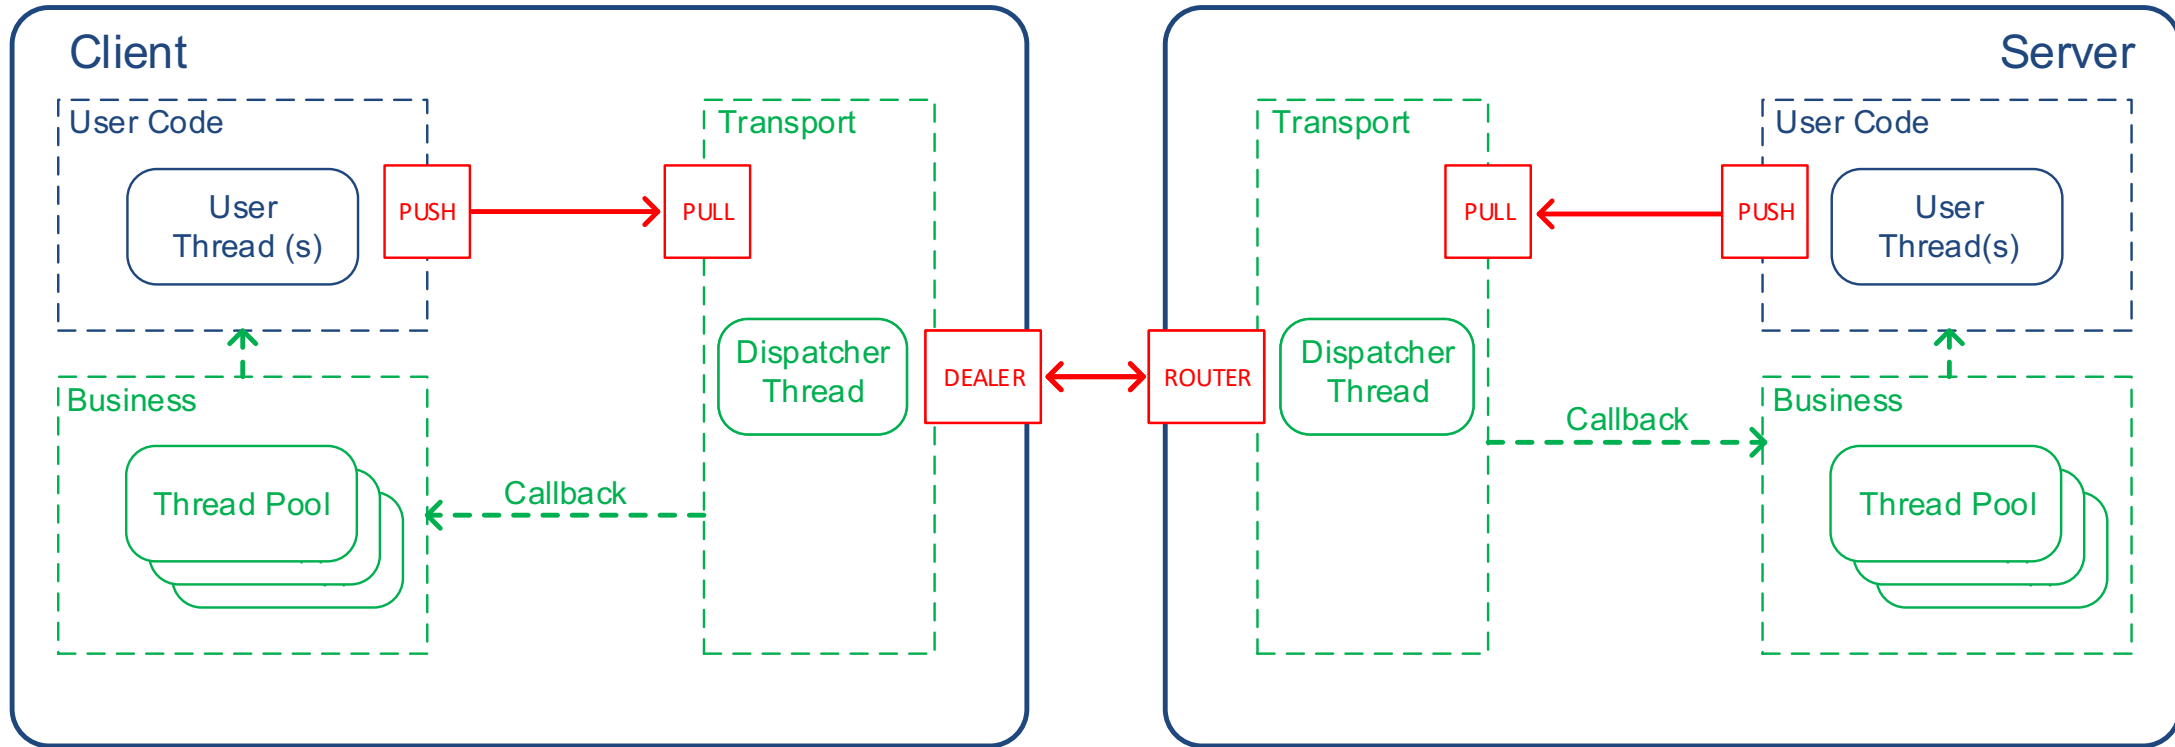 Client
User Code
User
Thread (s)
PUSH
PULL
Transport
Dispatcher
Thread
DEALER
Business
Thread Pool
Callback
Server
Transport
PULL
PUSH
User Code
User
Thread(s)
ROUTER
Dispatcher
Thread
Callback
Business
Thread Pool